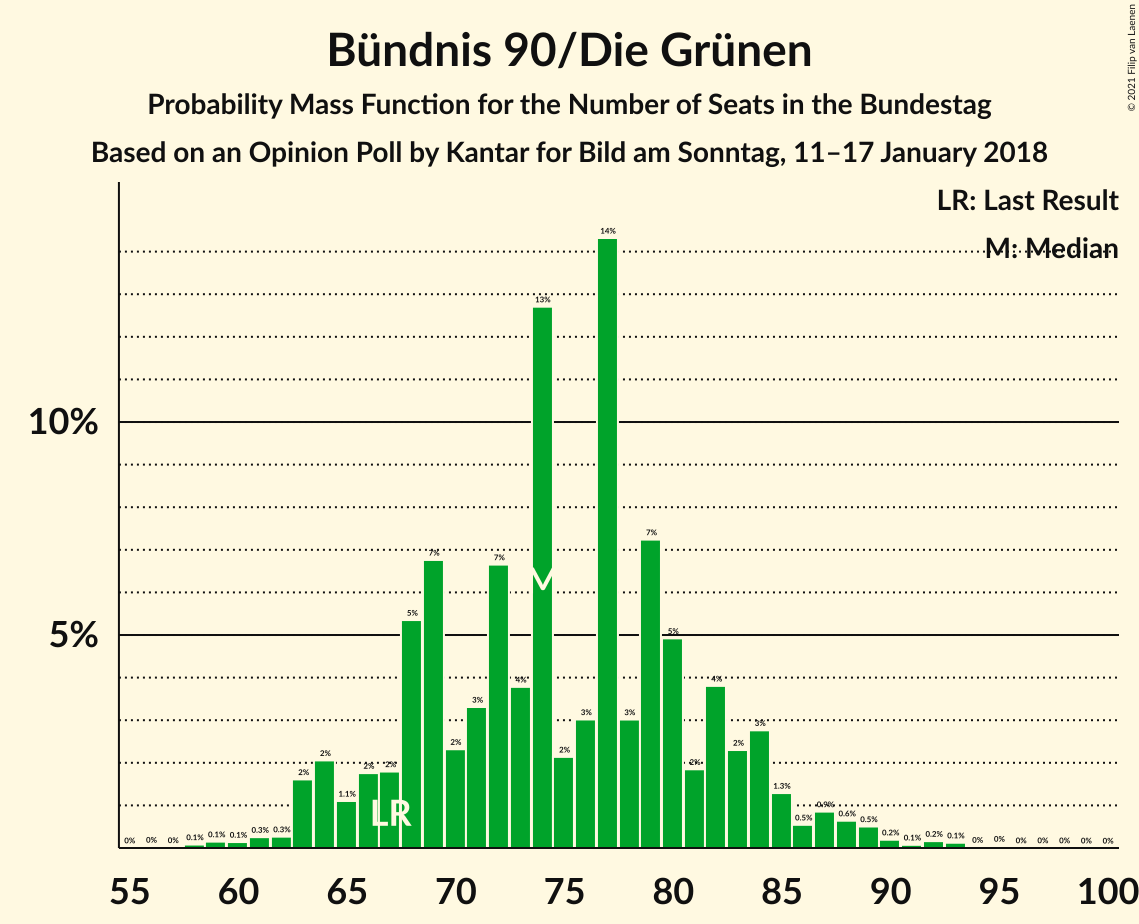 Bündnis 90/Die Grünen
Probability Mass Function for the Number of Seats in the Bundestag
Based on an Opinion Poll by Kantar for Bild am Sonntag, 11–17 January 2018
© 2021 Filip van Laenen
LR: Last Result
M: Median
10%
5%
0% 0% 0% 0.1% 0.1% 0.1% 0.3% 0.3% 2% 2% 1.1% 2% 2% 5% 7% 2% 3% 7% 4% 13% 2% 3% 14% 3% 7% 5% 2% 4% 2% 3% 1.3% 0.5% 0.9% 0.6% 0.5% 0.2% 0.1% 0.2% 0.1% 0% 0% 0% 0% 0% 0% 0%
M
LR
55 60 65 70 75 80 85 90 95 100